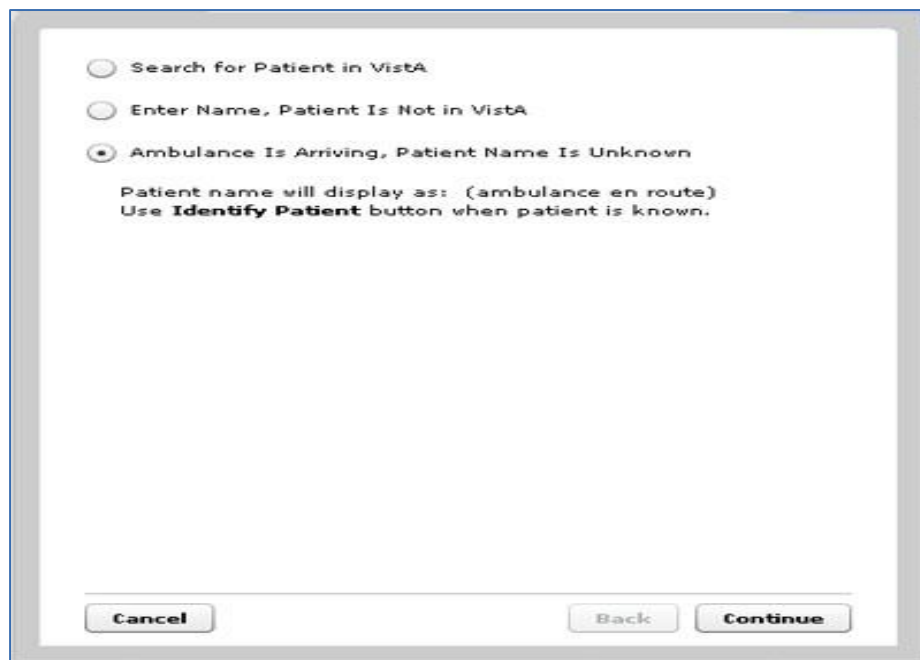 Search for Patient in VistA
Enter Name, Patient Is Not in VistA
Ambulance Is Arriving, Patient Name Is Unknown
Patient name will display as: (ambulance en route)
Use Identify Patient button when patient is known.
Cancel Back Continue